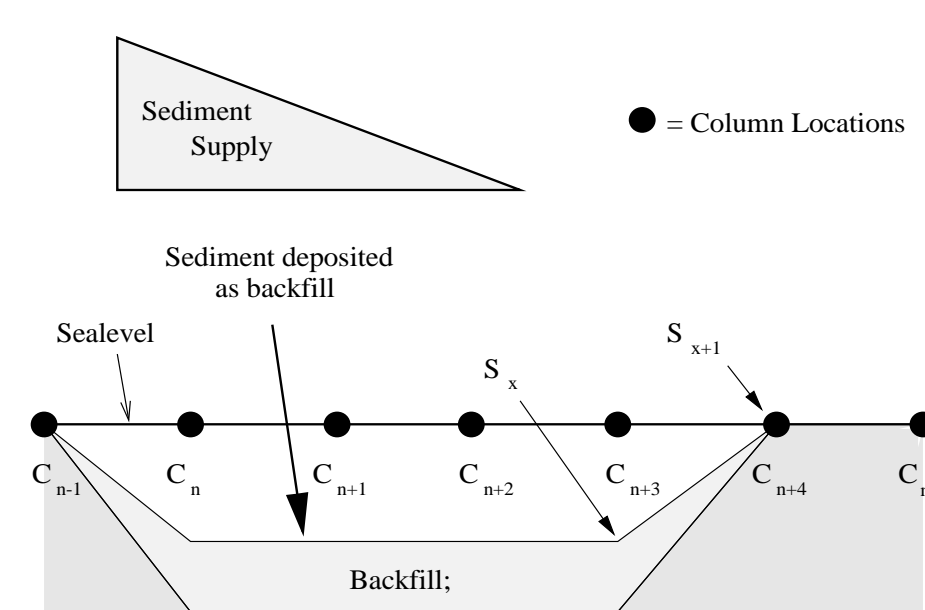 Sediment
Supply
= Column Locations
Sediment deposited
as backfill
Sealevel
S x
S x+1
C n-1
C n
C n+1
C n+2
C n+3
C n+4
C
Backfill;